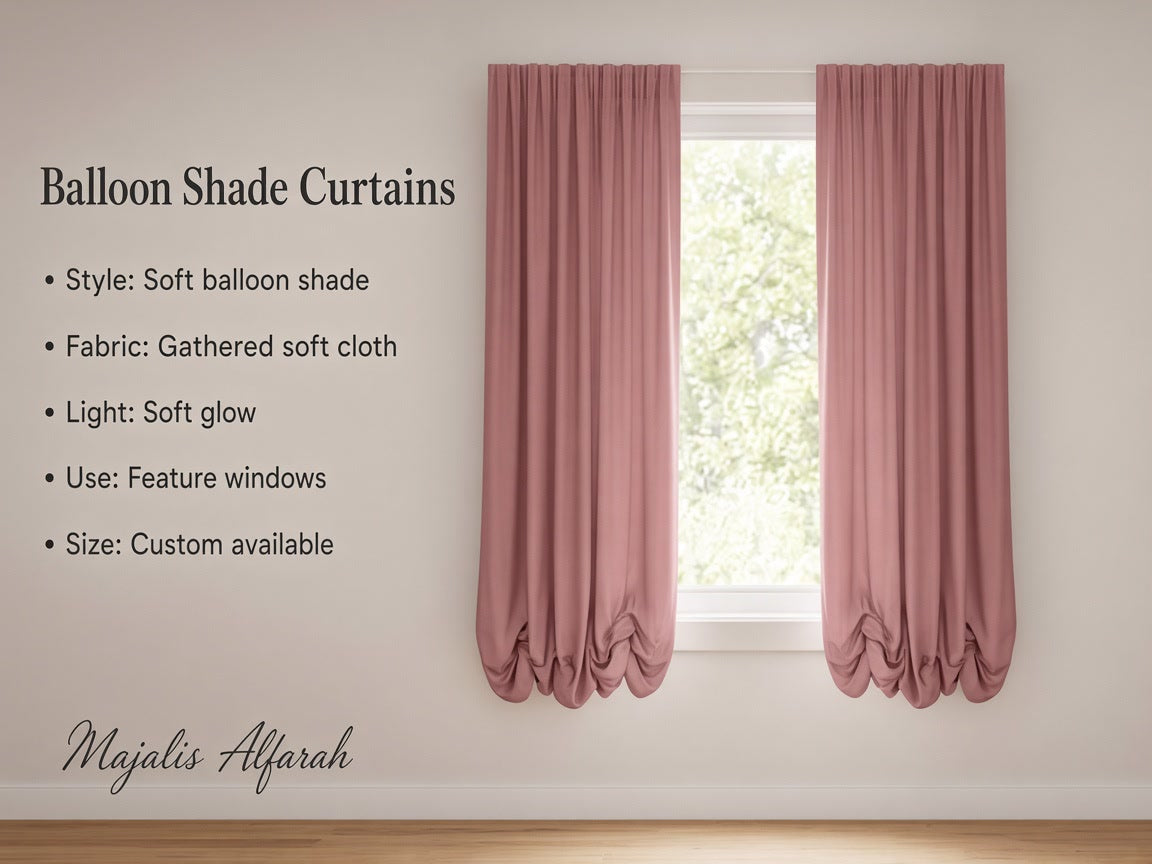 Balloon Shade Curtains
• Style: Soft balloon shade
• Fabric: Gathered soft cloth
• Light: Soft glow
• Use: Feature windows
• Size: Custom available
Majalis Alfarah